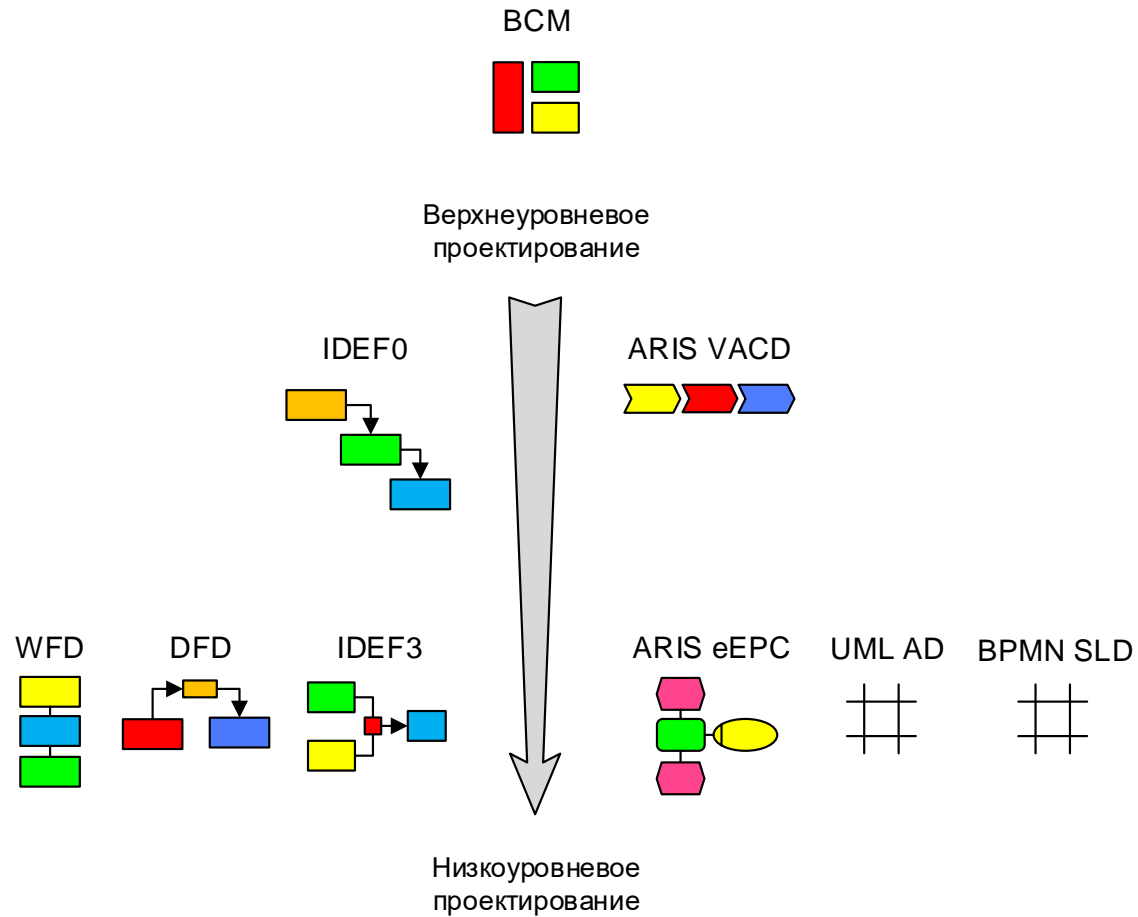 BCM
Верхнеуровневое
проектирование
IDEF0
ARIS VACD
WFD
DFD
IDEF3
ARIS eEPC
UML AD
BPMN SLD
Низкоуровневое
проектирование